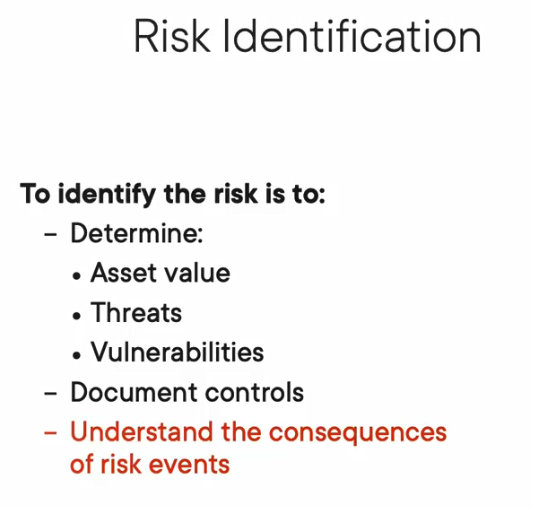 Risk Identification
To identify the risk is to:
– Determine:
• Asset value
• Threats
• Vulnerabilities
– Document controls
– Understand the consequences
of risk events